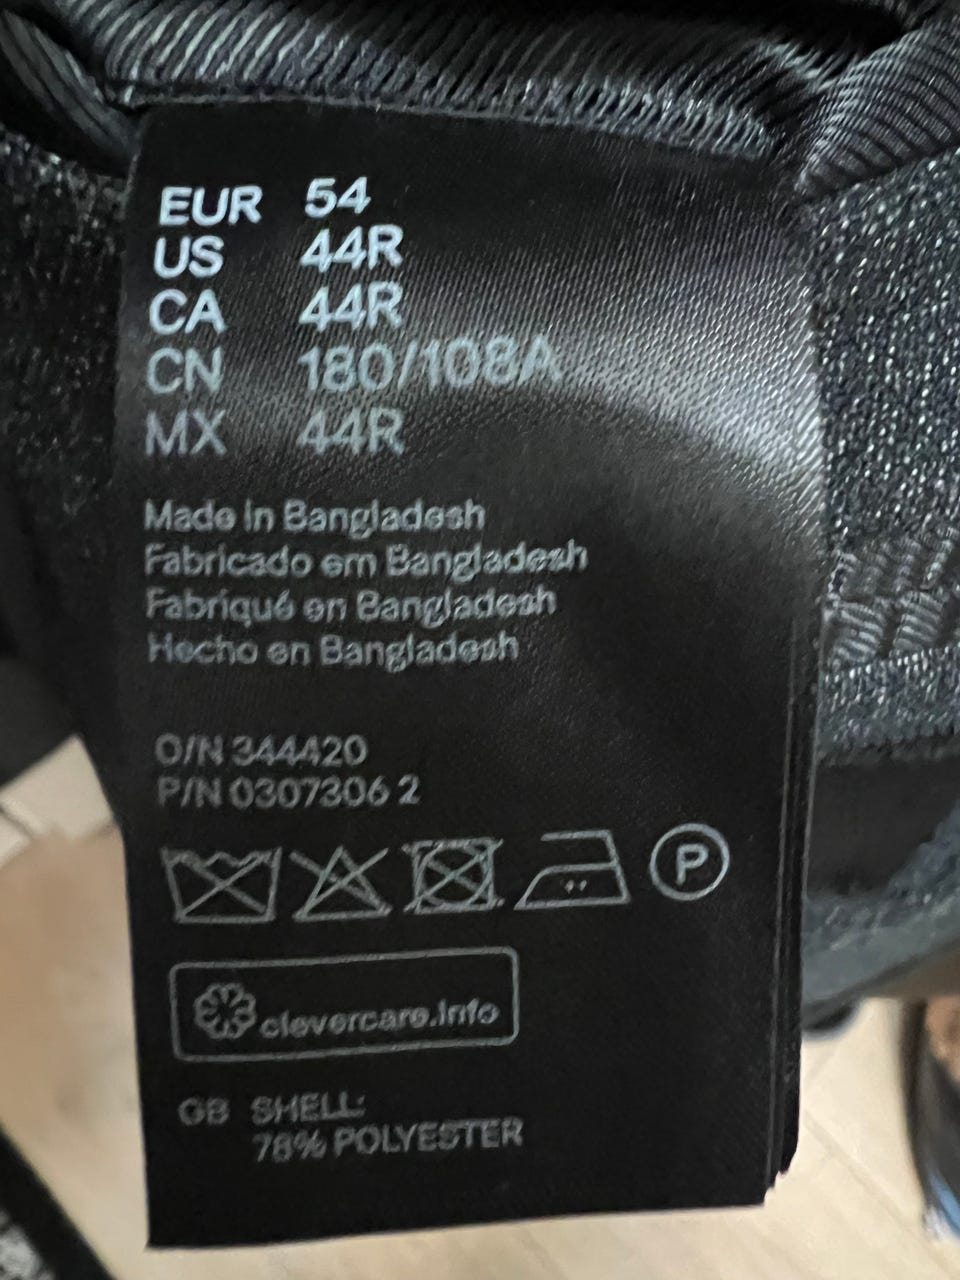 EUR 54
US 44R
CA 44R
CN 180/108A
MX 44R
Made in Bangladesh
Fabricado em Bangladesh
Fabriqué en Bangladesh
Hecho en Bangladesh
O/N 344420
P/N 0307306 2
P
clevercare.info
GB SHELL:
78% POLYESTER